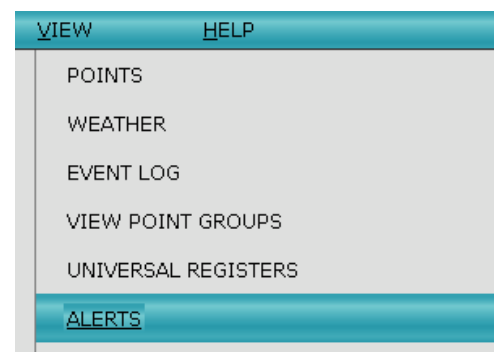 VIEW HELP
POINTS
WEATHER
EVENT LOG
VIEW POINT GROUPS
UNIVERSAL REGISTERS
ALERTS